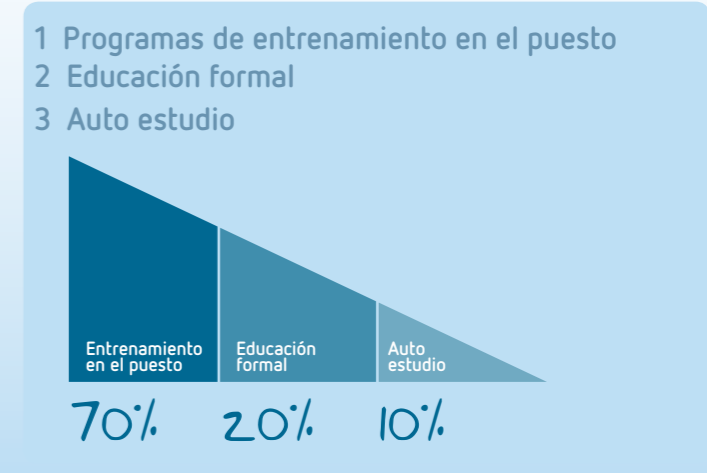 1 Programas de entrenamiento en el puesto
2 Educación formal
3 Auto estudio
Entrenamiento
en el puesto
Educación
formal
Auto
estudio
70%
20%
10%